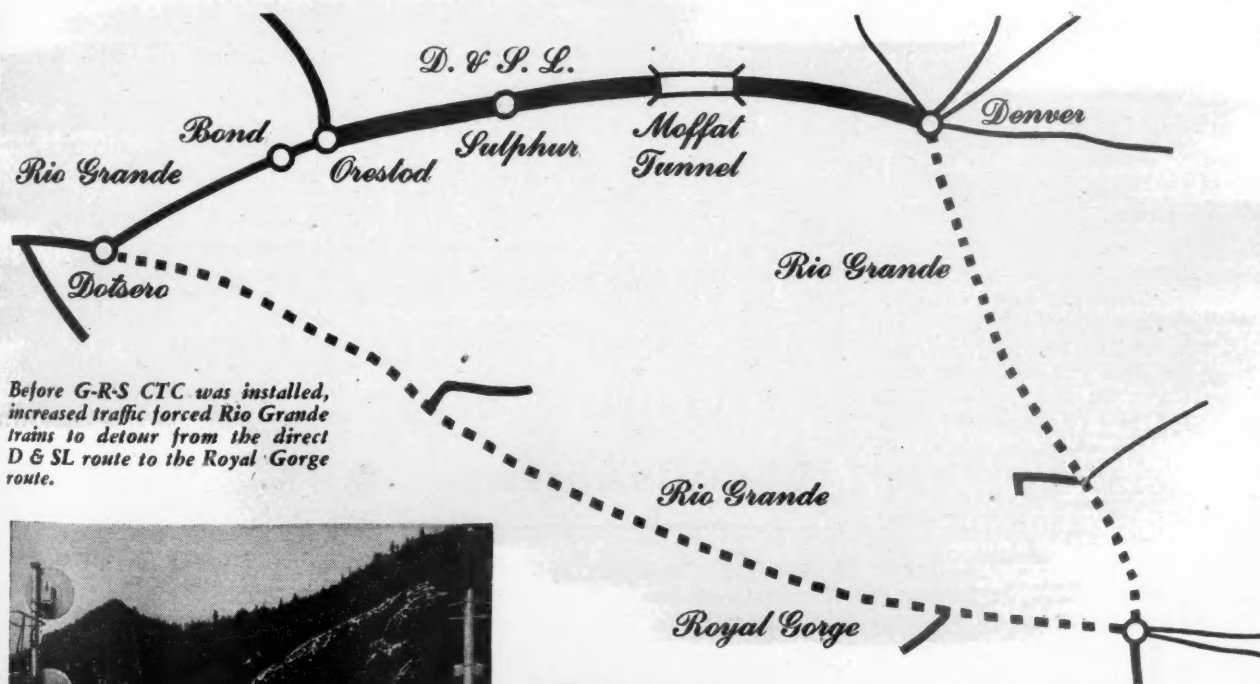 D. & S. L.
Bond
Sulphur
Moffat
Tunnel
Denver
Rio Grande
Orestod
Dotsero
Rio Grande
Before G-R-S CTC was installed,
increased traffic forced Rio Grande
trains to detour from the direct
D & SL route to the Royal Gorge
route.
Rio Grande
Royal Gorge